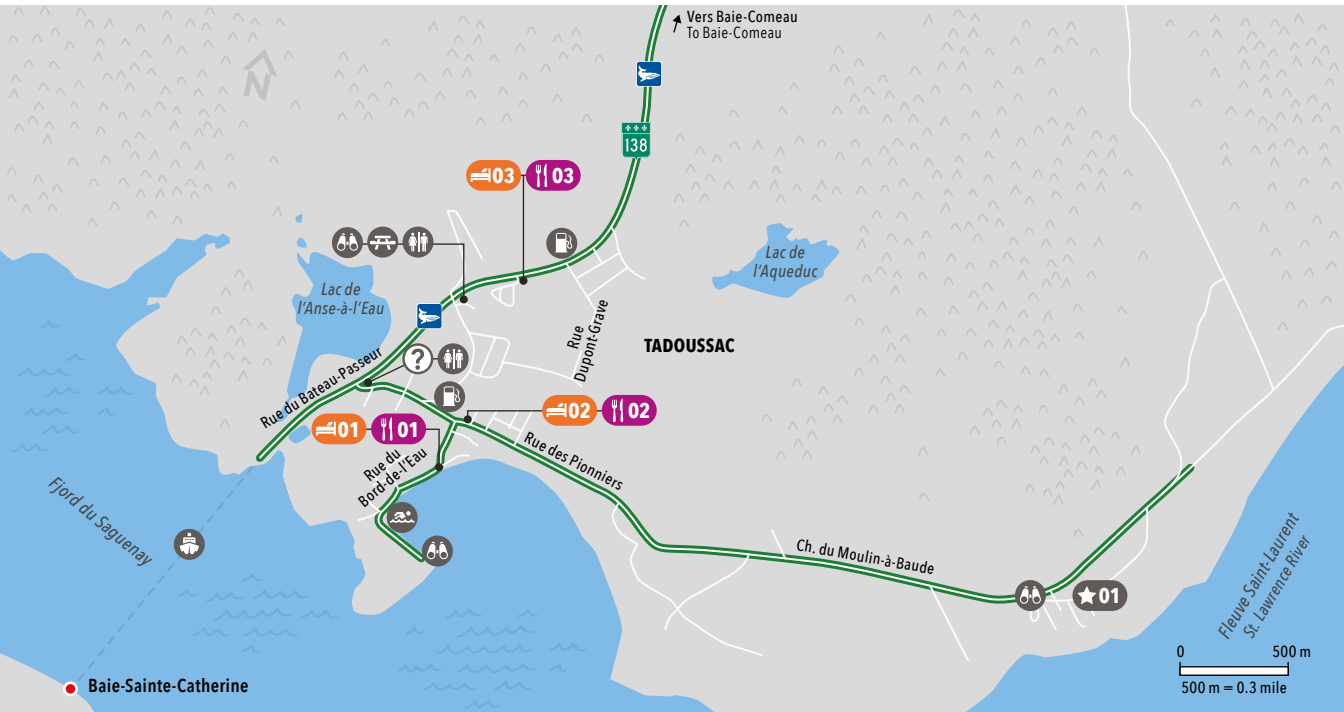 Vers Baie-Comeau
To Baie-Comeau
N
138
03
03
Lac de
l'Aqueduc
Lac de
l'Anse-à-l'Eau
Rue
Dupont-Grave
TADOUSSAC
?
Rue du Bateau-Passeur
02
02
01
01
Rue du
Bord-de-l'Eau
Rue des Pionniers
Fjord du Saguenay
Ch. du Moulin-à-Baude
01
Fleuve Saint-Laurent
St. Lawrence River
0
500 m
500 m = 0.3 mile
Baie-Sainte-Catherine